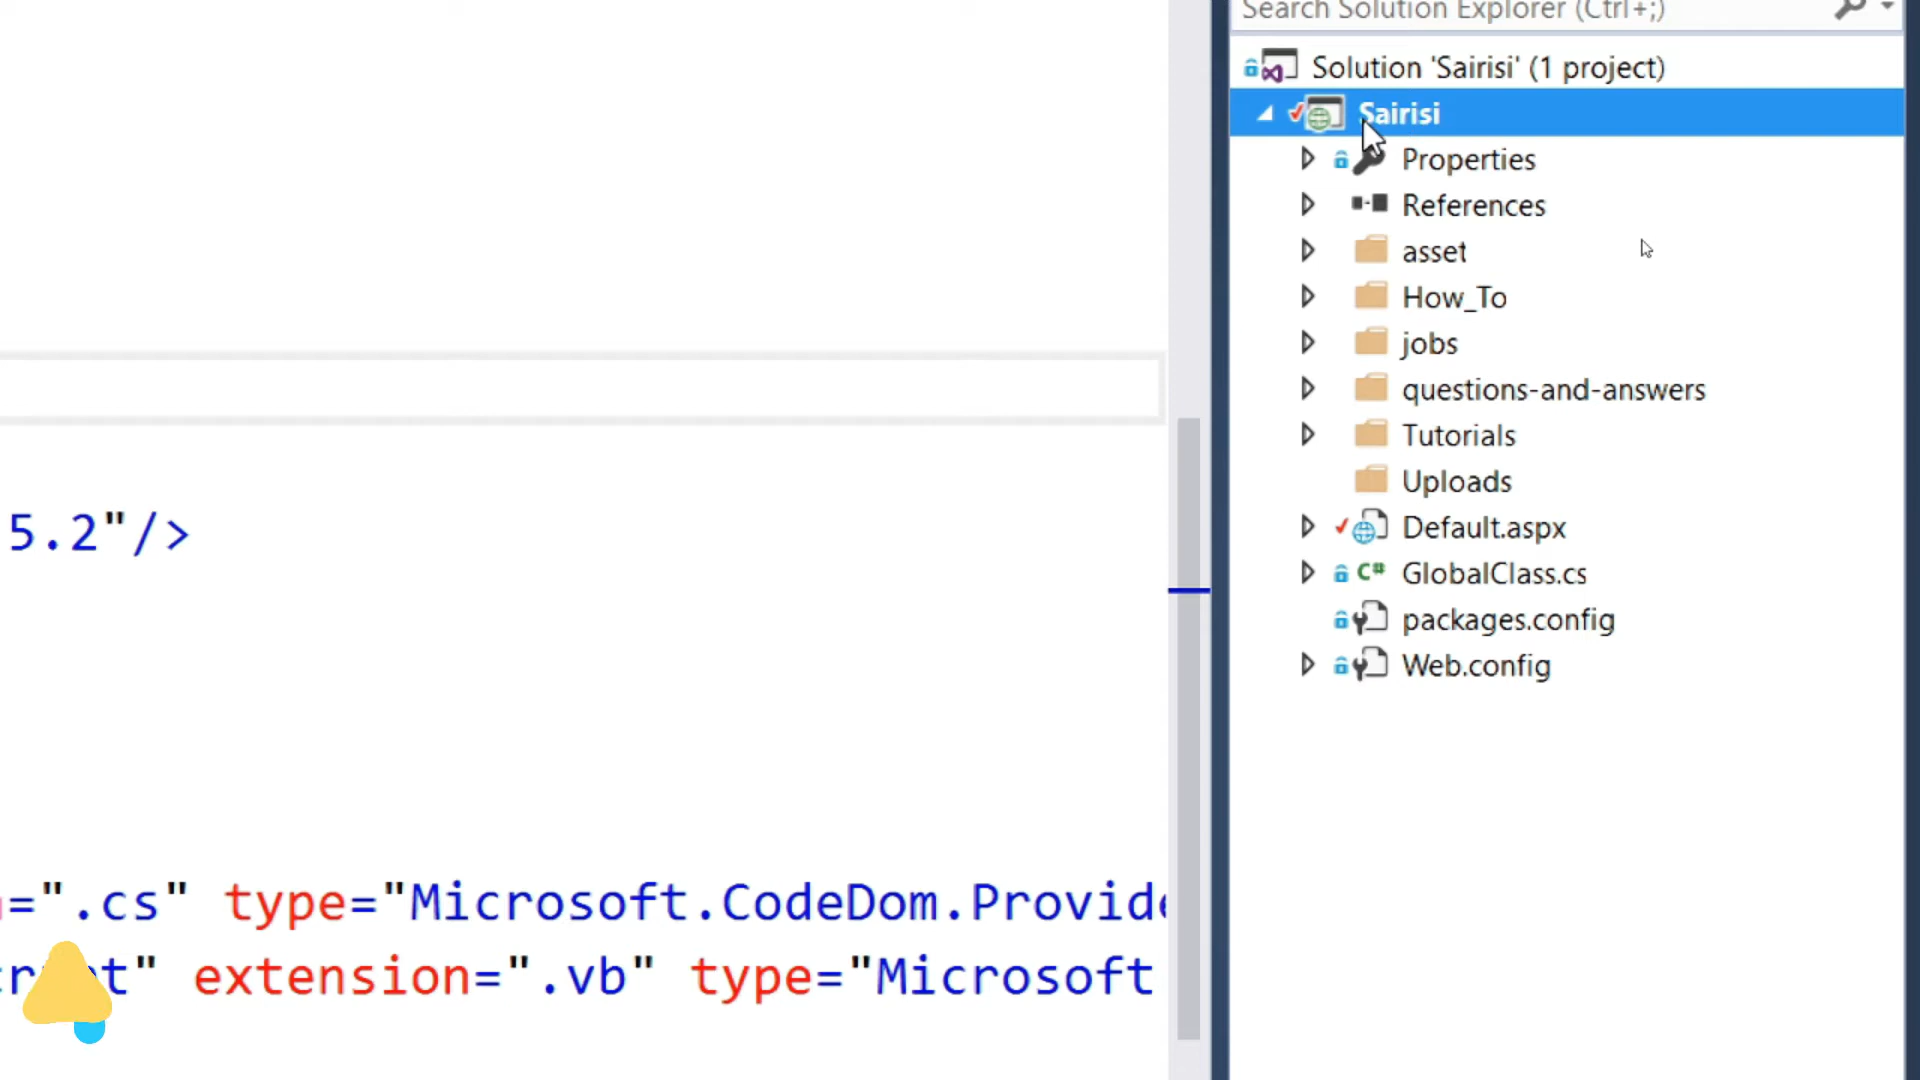 Search Solution Explorer (Ctrl+;)
Solution 'Sairisi' (1 project)
Sairisi
Properties
References
asset
How_To
jobs
questions-and-answers
Tutorials
Uploads
Default.aspx
C# GlobalClass.cs
packages.config
Web.config
5.2"/>
=".cs" type="Microsoft.CodeDom.Provide
t" extension=".vb" type="Microsoft